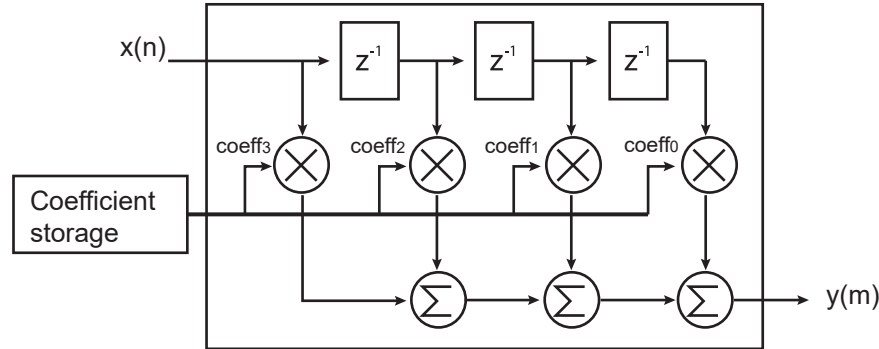 x(n)
z⁻¹
z⁻¹
z⁻¹
coeff₃
coeff₂
coeff₁
coeff₀
Coefficient
storage
Σ
Σ
Σ
y(m)